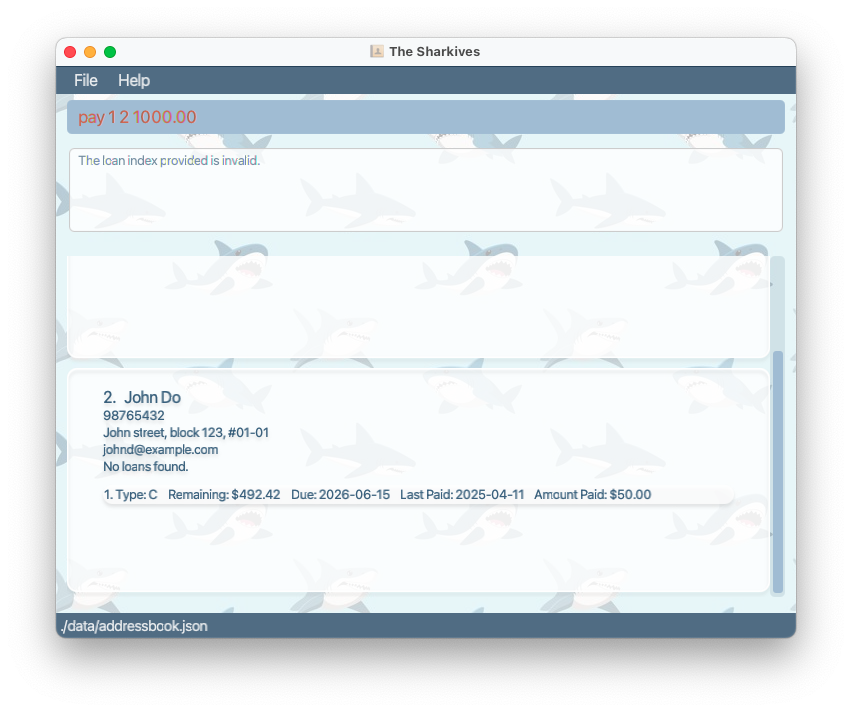 The Sharkives
File Help
pay 1 2 1000.00
The loan index provided is invalid.
2. John Do
98765432
John street, block 123, #01-01
johnd@example.com
No loans found.
1. Type: C Remaining: $492.42 Due: 2026-06-15 Last Paid: 2025-04-11 Amount Paid: $50.00
./data/addressbook.json